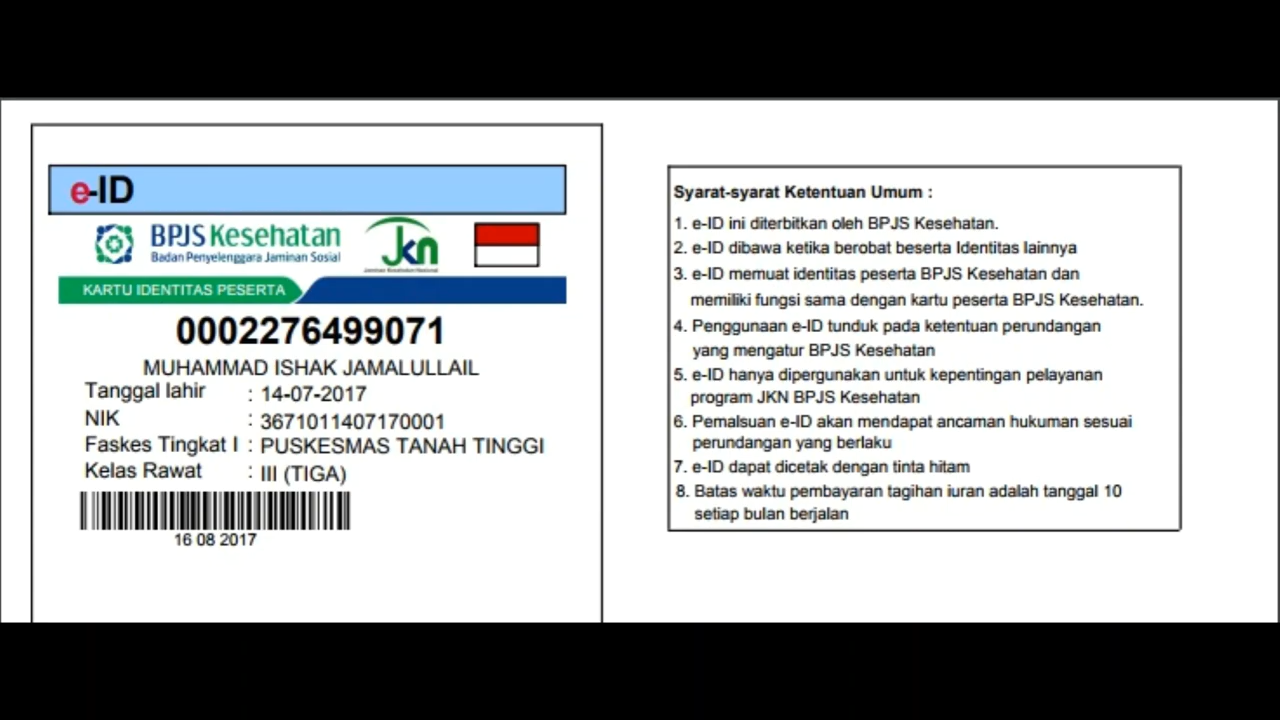 e-ID
BPJS Kesehatan
Badan Penyelenggara Jaminan Sosial
Jkn
Jaminan Kesehatan Nasional
KARTU IDENTITAS PESERTA
0002276499071
MUHAMMAD ISHAK JAMALULLAIL
Tanggal lahir : 14-07-2017
NIK : 3671011407170001
Faskes Tingkat I : PUSKESMAS TANAH TINGGI
Kelas Rawat : III (TIGA)
16 08 2017
Syarat-syarat Ketentuan Umum :
1. e-ID ini diterbitkan oleh BPJS Kesehatan.
2. e-ID dibawa ketika berobat beserta Identitas lainnya
3. e-ID memuat identitas peserta BPJS Kesehatan dan
memiliki fungsi sama dengan kartu peserta BPJS Kesehatan.
4. Penggunaan e-ID tunduk pada ketentuan perundangan
yang mengatur BPJS Kesehatan
5. e-ID hanya dipergunakan untuk kepentingan pelayanan
program JKN BPJS Kesehatan
6. Pemalsuan e-ID akan mendapat ancaman hukuman sesuai
perundangan yang berlaku
7. e-ID dapat dicetak dengan tinta hitam
8. Batas waktu pembayaran tagihan iuran adalah tanggal 10
setiap bulan berjalan